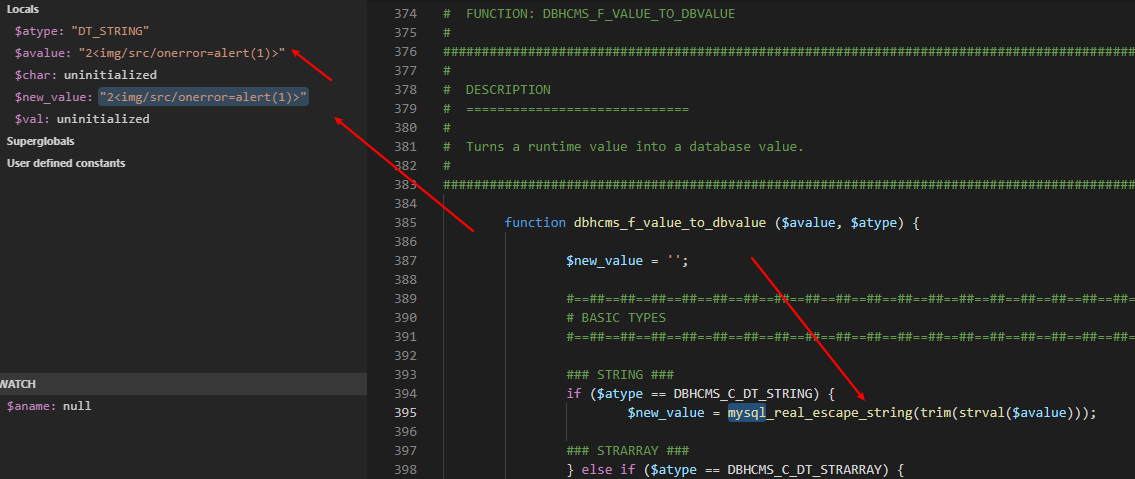 Locals
$atype: "DT_STRING"
$avalue: "2<img/src/onerror=alert(1)>"
$char: uninitialized
$new_value: "2<img/src/onerror=alert(1)>"
$val: uninitialized
Superglobals
User defined constants
WATCH
$aname: null
374 # FUNCTION: DBHCMS_F_VALUE_TO_DBVALUE
375 #
376 ##########################################################################################
377 #
378 # DESCRIPTION
379 # =============================
380 #
381 # Turns a runtime value into a database value.
382 #
383 ##########################################################################################
384
385 function dbhcms_f_value_to_dbvalue ($avalue, $atype) {
386
387 $new_value = '';
388
389 #==##==##==##==##==##==##==##==##==##==##==##==##==##==##==##==##==##==##==
390 # BASIC TYPES
391 #==##==##==##==##==##==##==##==##==##==##==##==##==##==##==##==##==##==##==
392
393 ### STRING ###
394 if ($atype == DBHCMS_C_DT_STRING) {
395 $new_value = mysql_real_escape_string(trim(strval($avalue)));
396
397 ### STRARRAY ###
398 } else if ($atype == DBHCMS_C_DT_STRARRAY) {